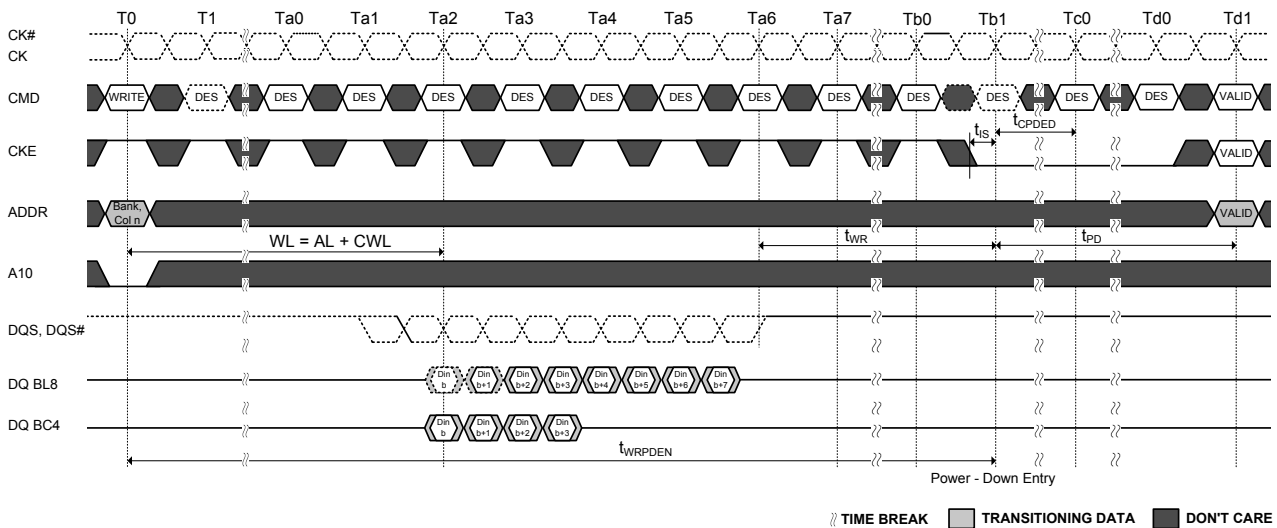 T0 T1 Ta0 Ta1 Ta2 Ta3 Ta4 Ta5 Ta6 Ta7 Tb0 Tb1 Tc0 Td0 Td1
CK#
CK
CMD WRITE DES DES DES DES DES DES DES DES DES DES DES DES DES VALID
tIS tCPDED
CKE VALID
ADDR Bank, Col n VALID
WL = AL + CWL tWR tPD
A10
DQS, DQS#
DQ BL8 Din b Din b+1 Din b+2 Din b+3 Din b+4 Din b+5 Din b+6 Din b+7
DQ BC4 Din b Din b+1 Din b+2 Din b+3
tWRPDEN
Power - Down Entry
TIME BREAK TRANSITIONING DATA DON'T CARE